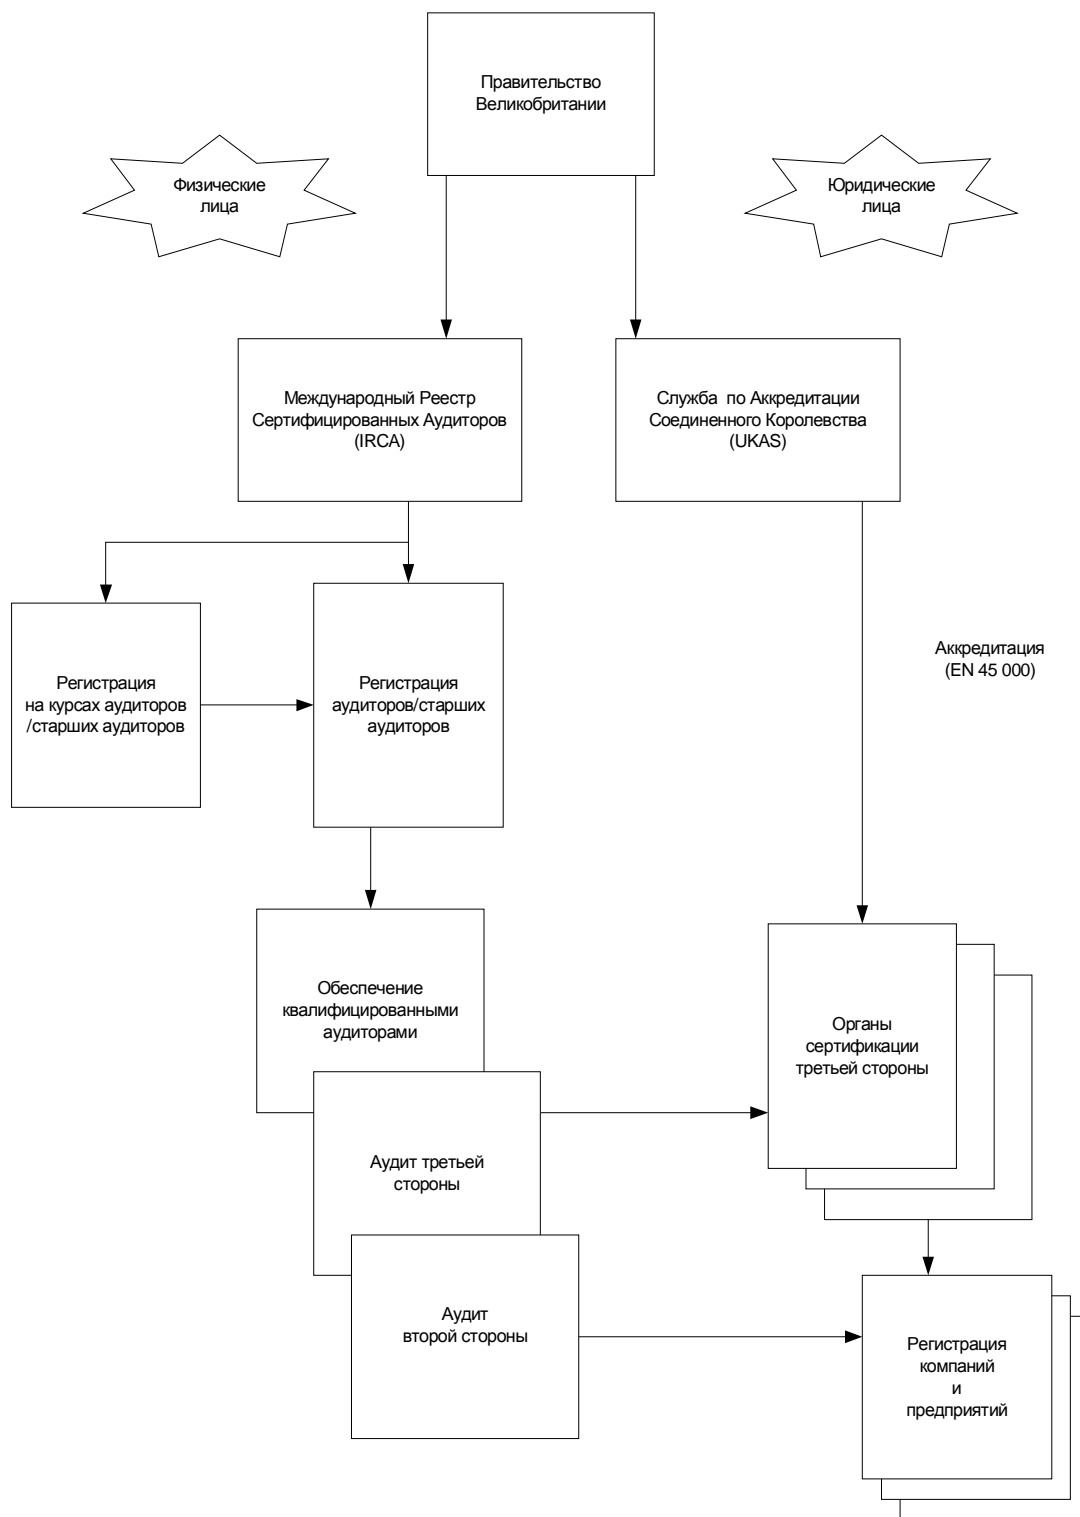 Правительство
Великобритании
Физические
лица
Юридические
лица
Международный Реестр
Сертифицированных Аудиторов
(IRCA)
Служба по Аккредитации
Соединенного Королевства
(UKAS)
Регистрация
на курсах аудиторов
/старших аудиторов
Регистрация
аудиторов/старших
аудиторов
Аккредитация
(EN 45 000)
Обеспечение
квалифицированными
аудиторами
Органы
сертификации
третьей стороны
Аудит третьей
стороны
Аудит
второй стороны
Регистрация
компаний
и
предприятий